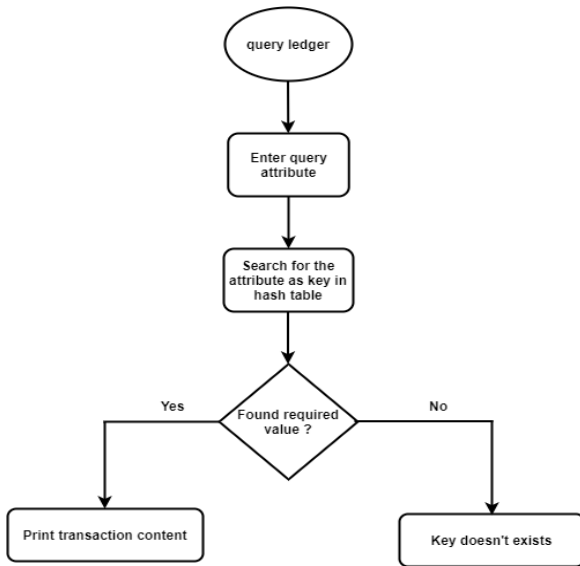 query ledger
Enter query
attribute
Search for the
attribute as key in
hash table
Yes
No
Found required
value ?
Print transaction content
Key doesn't exists